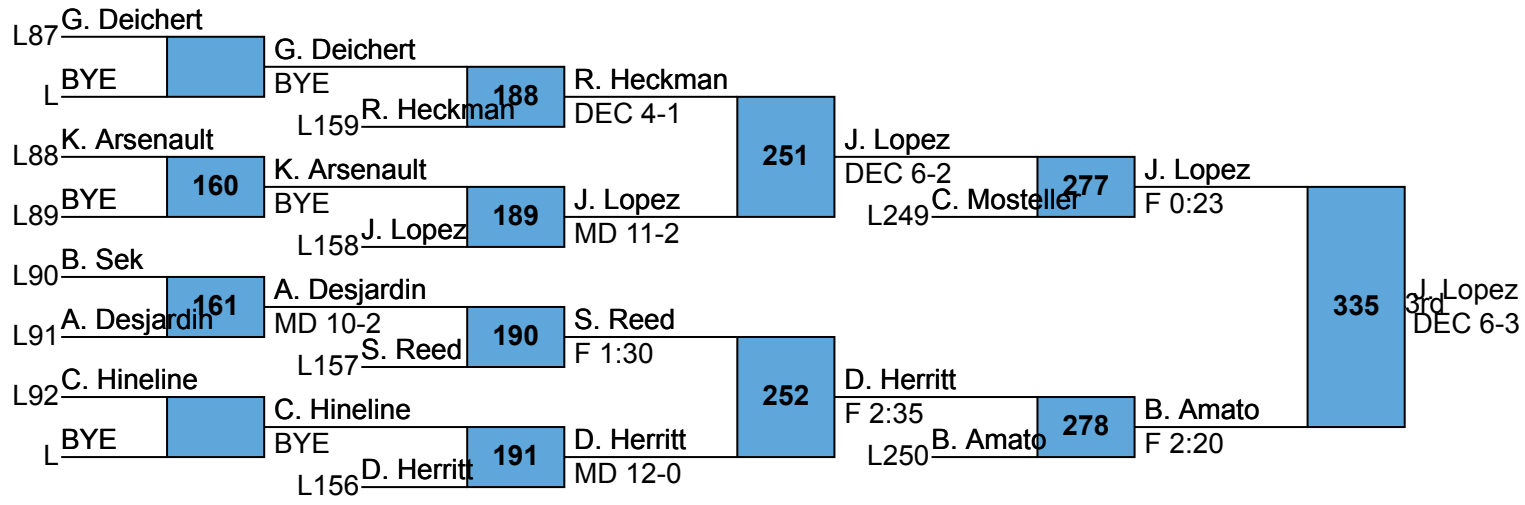 G. Deichert
L87
G. Deichert
BYE
L
BYE
188
R. Heckman
L159
R. Heckman
DEC 4-1
K. Arsenault
L88
251
J. Lopez
DEC 6-2
K. Arsenault
160
BYE
L89
BYE
189
J. Lopez
MD 11-2
L158
J. Lopez
277
C. Mosteller
L249
J. Lopez
F 0:23
B. Sek
L90
161
A. Desjardin
L91
A. Desjardin
MD 10-2
190
S. Reed
F 1:30
L157
S. Reed
335
3rd
J. Lopez
DEC 6-3
C. Hineline
L92
252
D. Herritt
F 2:35
C. Hineline
BYE
L
BYE
191
D. Herritt
MD 12-0
L156
D. Herritt
278
B. Amato
L250
B. Amato
F 2:20